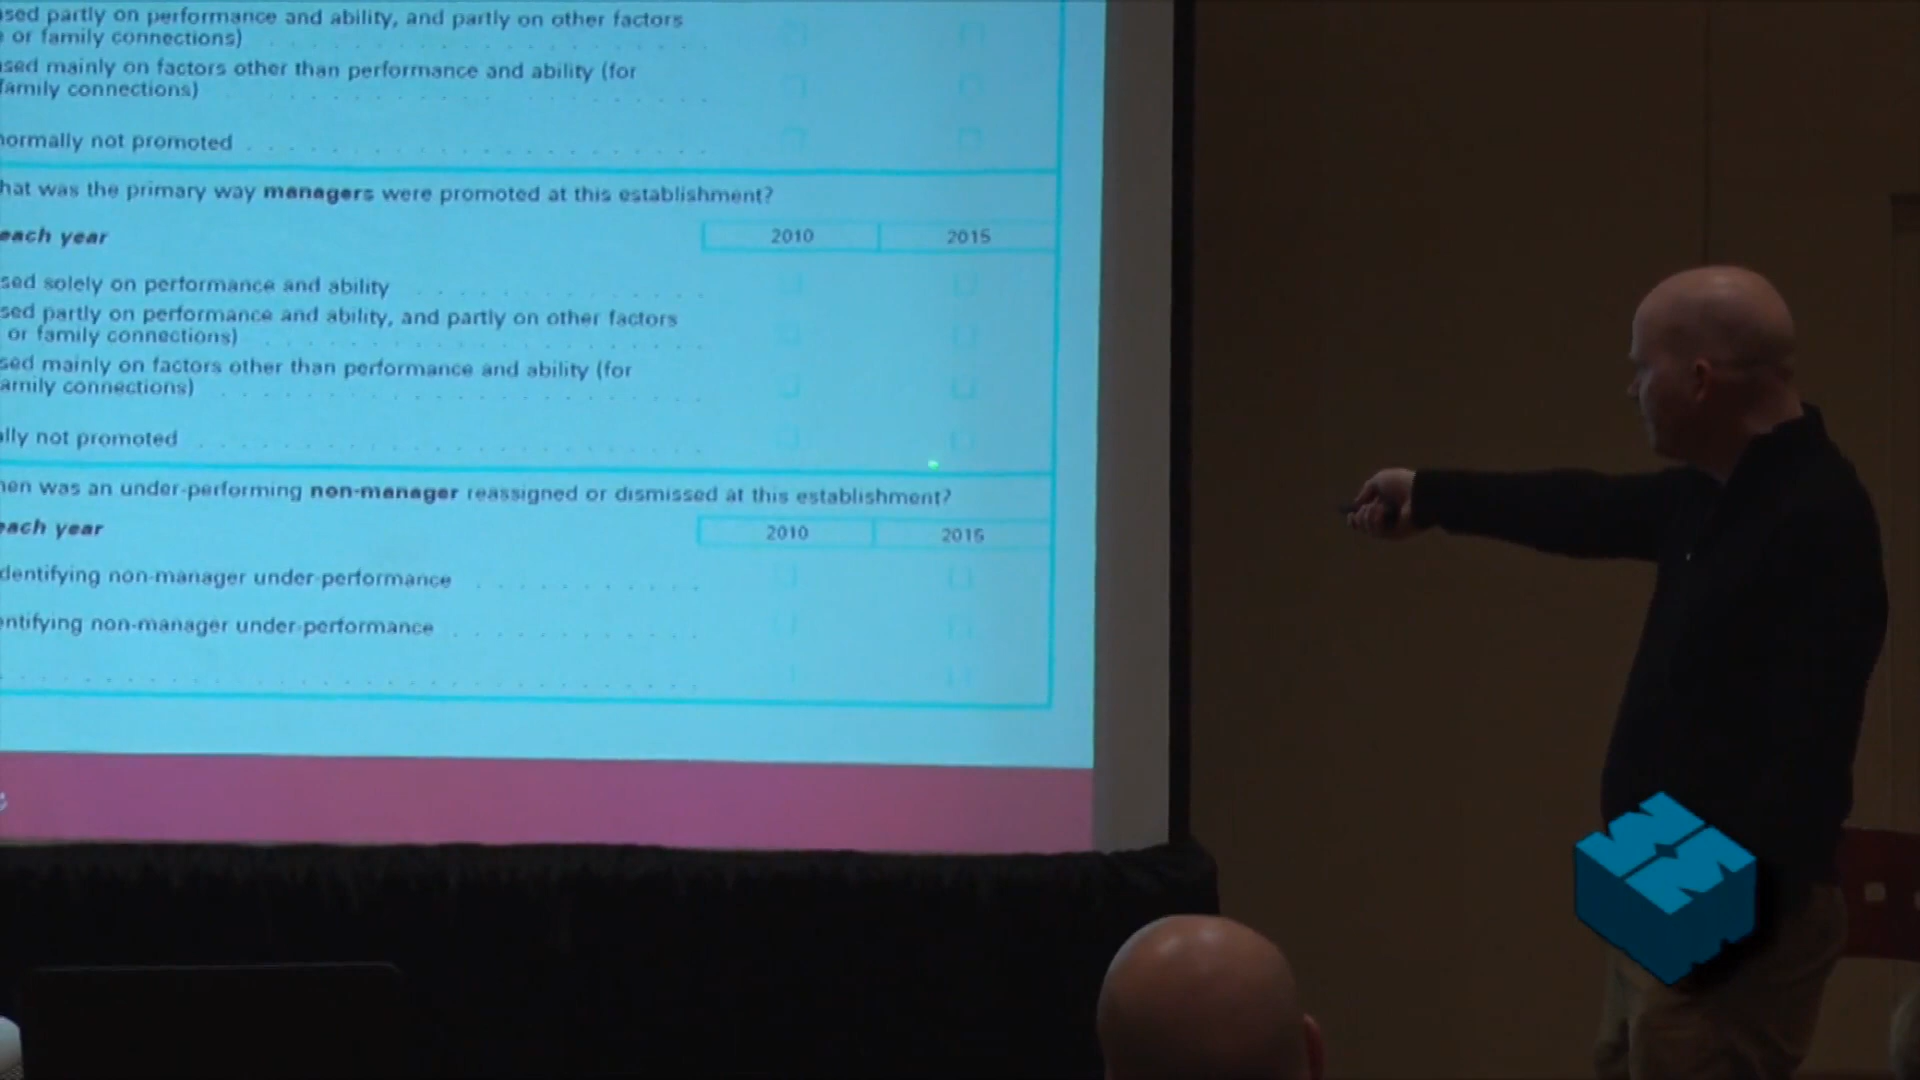 sed partly on performance and ability, and partly on other factors
or family connections)
sed mainly on factors other than performance and ability (for
family connections)
normally not promoted
hat was the primary way managers were promoted at this establishment?
each year 2010 2015
sed solely on performance and ability
sed partly on performance and ability, and partly on other factors
or family connections)
sed mainly on factors other than performance and ability (for
amily connections)
lly not promoted
hen was an under-performing non-manager reassigned or dismissed at this establishment?
each year 2010 2015
dentifying non-manager under-performance
entifying non-manager under-performance